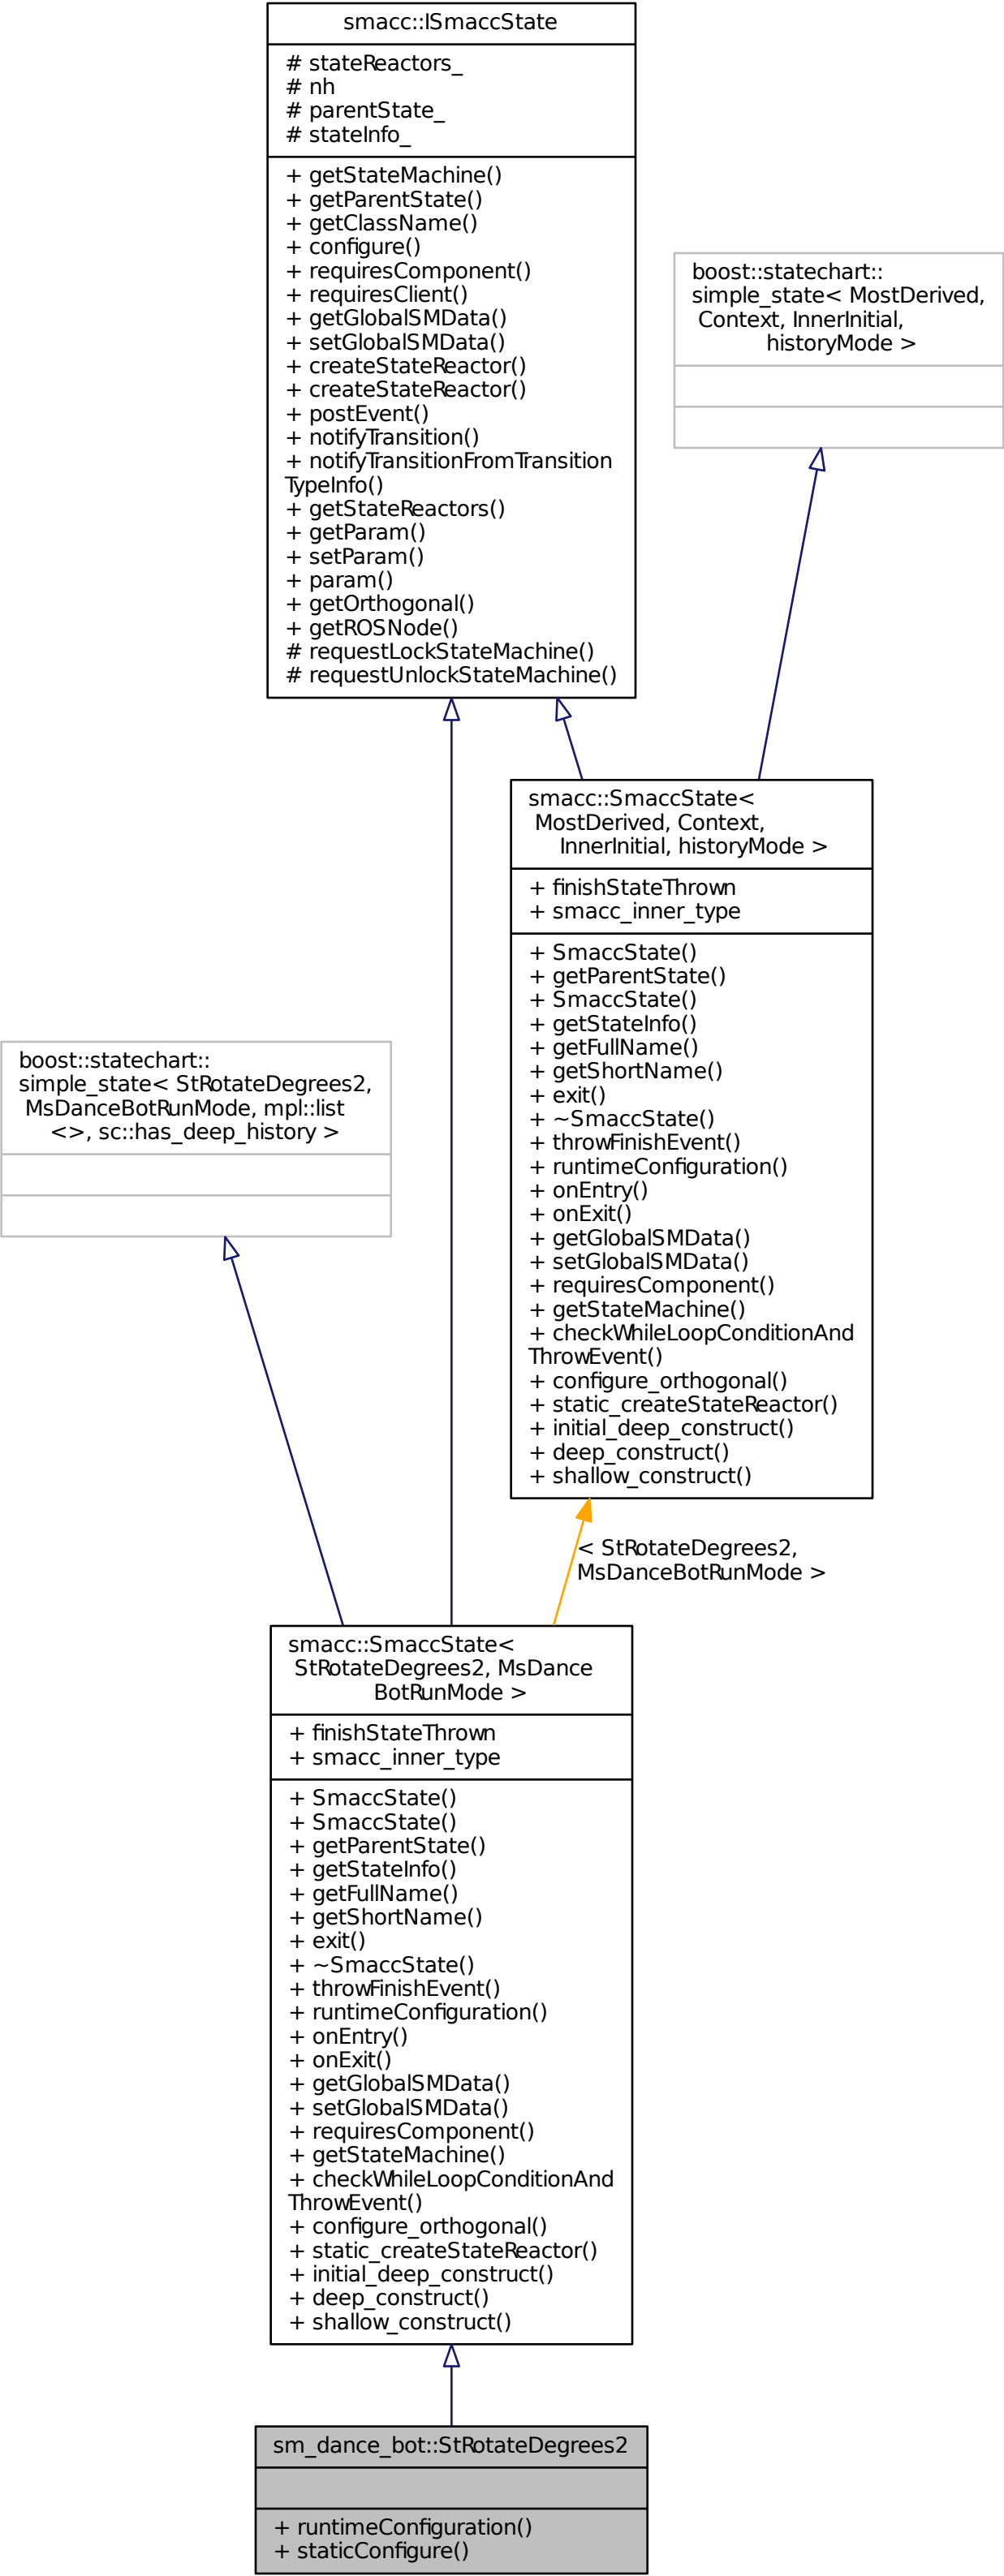 smacc::ISmaccState
# stateReactors_
# nh
# parentState_
# stateInfo_
+ getStateMachine()
+ getParentState()
+ getClassName()
+ configure()
+ requiresComponent()
+ requiresClient()
+ getGlobalSMData()
+ setGlobalSMData()
+ createStateReactor()
+ createStateReactor()
+ postEvent()
+ notifyTransition()
+ notifyTransitionFromTransition
TypeInfo()
+ getStateReactors()
+ getParam()
+ setParam()
+ param()
+ getOrthogonal()
+ getROSNode()
# requestLockStateMachine()
# requestUnlockStateMachine()
boost::statechart::
simple_state< MostDerived,
Context, InnerInitial,
historyMode >
smacc::SmaccState<
MostDerived, Context,
InnerInitial, historyMode >
+ finishStateThrown
+ smacc_inner_type
+ SmaccState()
+ getParentState()
+ SmaccState()
+ getStateInfo()
+ getFullName()
+ getShortName()
+ exit()
+ ~SmaccState()
+ throwFinishEvent()
+ runtimeConfiguration()
+ onEntry()
+ onExit()
+ getGlobalSMData()
+ setGlobalSMData()
+ requiresComponent()
+ getStateMachine()
+ checkWhileLoopConditionAnd
ThrowEvent()
+ configure_orthogonal()
+ static_createStateReactor()
+ initial_deep_construct()
+ deep_construct()
+ shallow_construct()
boost::statechart::
simple_state< StRotateDegrees2,
MsDanceBotRunMode, mpl::list
<>, sc::has_deep_history >
< StRotateDegrees2,
MsDanceBotRunMode >
smacc::SmaccState<
StRotateDegrees2, MsDance
BotRunMode >
+ finishStateThrown
+ smacc_inner_type
+ SmaccState()
+ SmaccState()
+ getParentState()
+ getStateInfo()
+ getFullName()
+ getShortName()
+ exit()
+ ~SmaccState()
+ throwFinishEvent()
+ runtimeConfiguration()
+ onEntry()
+ onExit()
+ getGlobalSMData()
+ setGlobalSMData()
+ requiresComponent()
+ getStateMachine()
+ checkWhileLoopConditionAnd
ThrowEvent()
+ configure_orthogonal()
+ static_createStateReactor()
+ initial_deep_construct()
+ deep_construct()
+ shallow_construct()
sm_dance_bot::StRotateDegrees2
+ runtimeConfiguration()
+ staticConfigure()